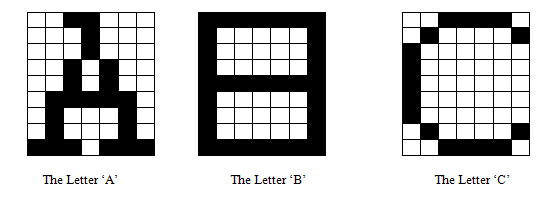 The Letter ‘A’ The Letter ‘B’ The Letter ‘C’